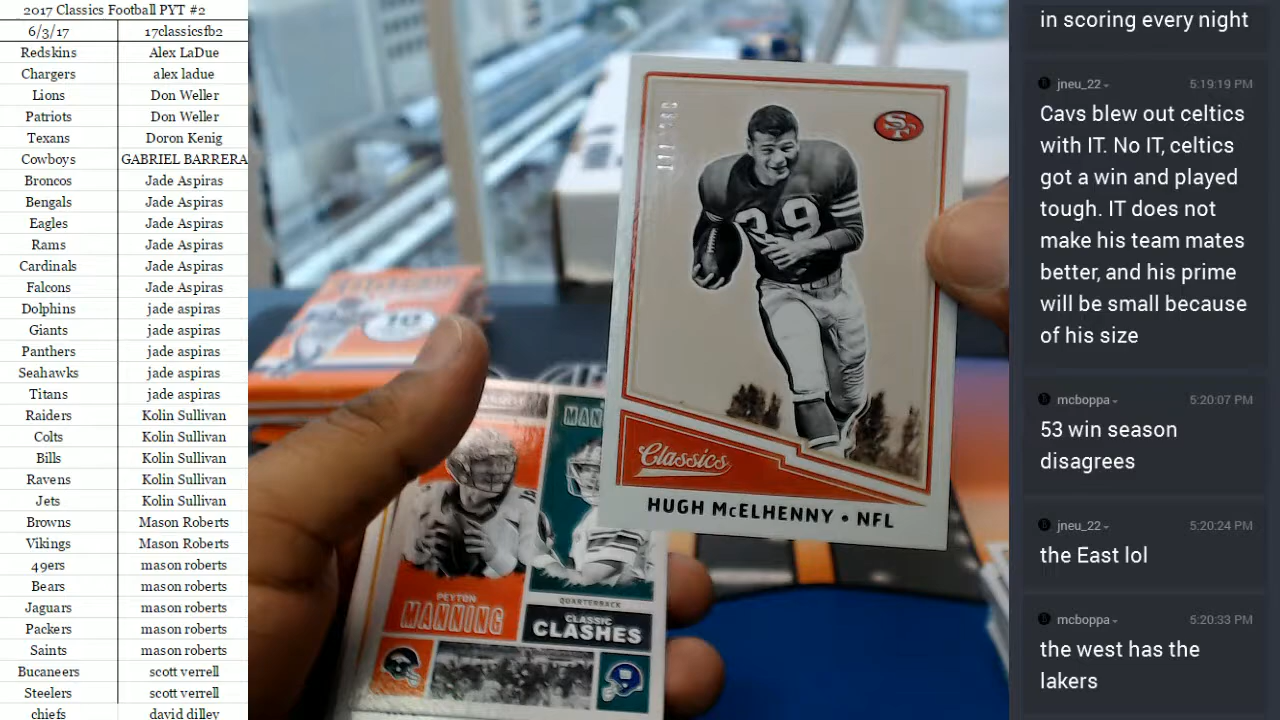 2017 Classics Football PYT #2
6/3/17 17classicsfb2
Redskins Alex LaDue
Chargers alex ladue
Lions Don Weller
Patriots Don Weller
Texans Doron Kenig
Cowboys GABRIEL BARRERA
Broncos Jade Aspiras
Bengals Jade Aspiras
Eagles Jade Aspiras
Rams Jade Aspiras
Cardinals Jade Aspiras
Falcons Jade Aspiras
Dolphins jade aspiras
Giants jade aspiras
Panthers jade aspiras
Seahawks jade aspiras
Titans jade aspiras
Raiders Kolin Sullivan
Colts Kolin Sullivan
Bills Kolin Sullivan
Ravens Kolin Sullivan
Jets Kolin Sullivan
Browns Mason Roberts
Vikings Mason Roberts
49ers mason roberts
Bears mason roberts
Jaguars mason roberts
Packers mason roberts
Saints mason roberts
Bucaneers scott verrell
Steelers scott verrell
chiefs david dilley
SF
39
Classics
HUGH McELHENNY • NFL
10
MAN
PEYTON
MANNING
QUARTERBACK
CLASSIC
CLASHES
in scoring every night
jneu_22 5:19:19 PM
Cavs blew out celtics
with IT. No IT, celtics
got a win and played
tough. IT does not
make his team mates
better, and his prime
will be small because
of his size
mcboppa 5:20:07 PM
53 win season
disagrees
jneu_22 5:20:24 PM
the East lol
mcboppa 5:20:33 PM
the west has the
lakers